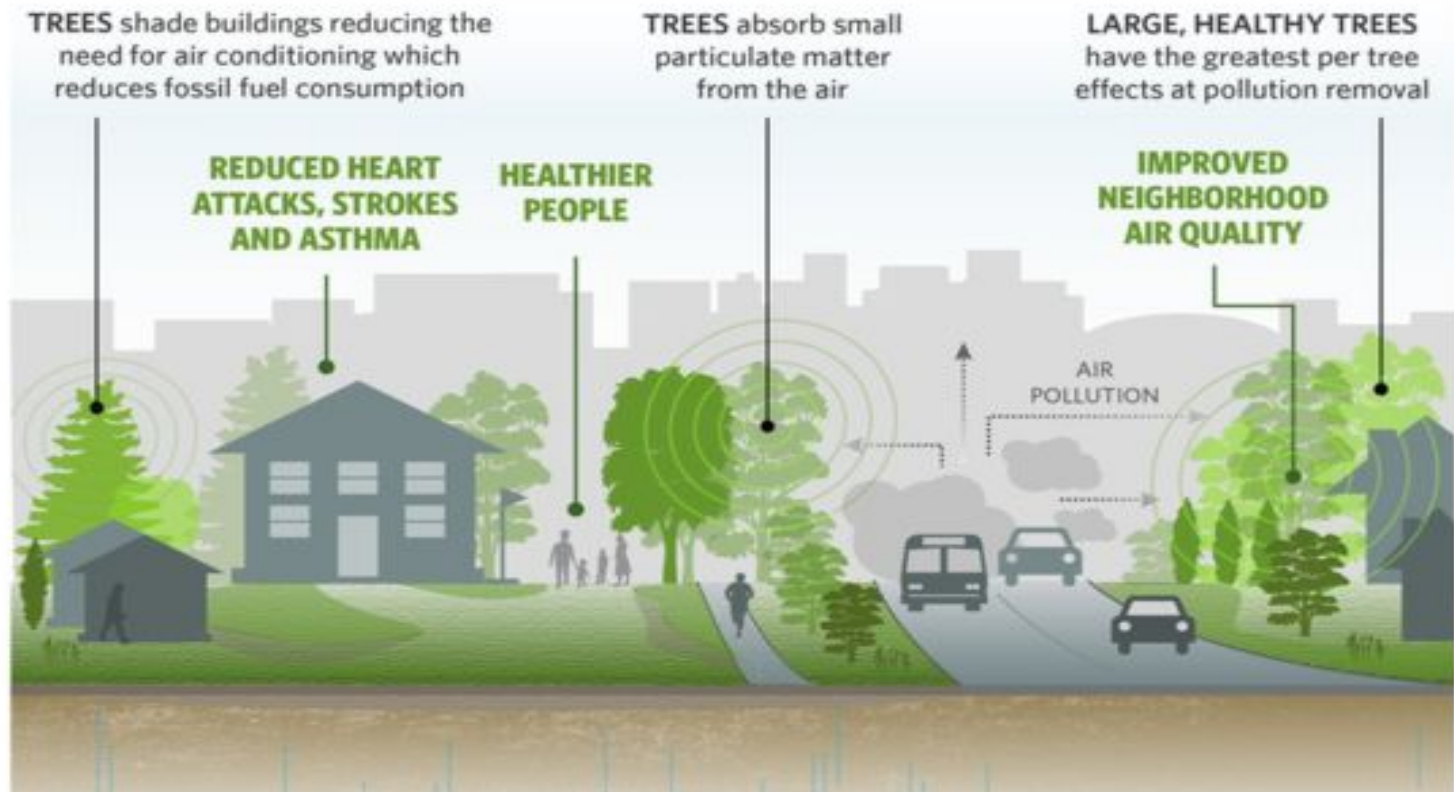 TREES shade buildings reducing the
need for air conditioning which
reduces fossil fuel consumption
TREES absorb small
particulate matter
from the air
LARGE, HEALTHY TREES
have the greatest per tree
effects at pollution removal
REDUCED HEART
ATTACKS, STROKES
AND ASTHMA
HEALTHIER
PEOPLE
IMPROVED
NEIGHBORHOOD
AIR QUALITY
AIR
POLLUTION